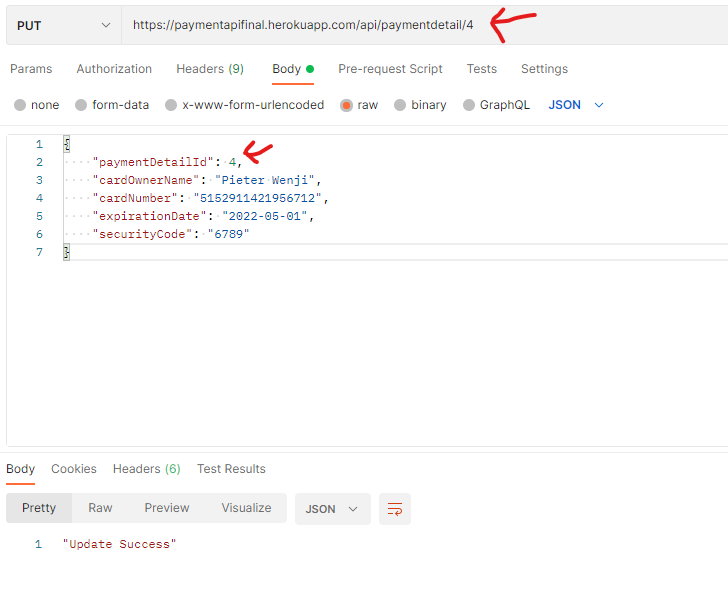 PUT https://paymentapifinal.herokuapp.com/api/paymentdetail/4
Params Authorization Headers (9) Body Pre-request Script Tests Settings
none form-data x-www-form-urlencoded raw binary GraphQL JSON
1 {
2 "paymentDetailId": 4,
3 "cardOwnerName": "Pieter Wenji",
4 "cardNumber": "5152911421956712",
5 "expirationDate": "2022-05-01",
6 "securityCode": "6789"
7 }
Body Cookies Headers (6) Test Results
Pretty Raw Preview Visualize JSON
1 "Update Success"